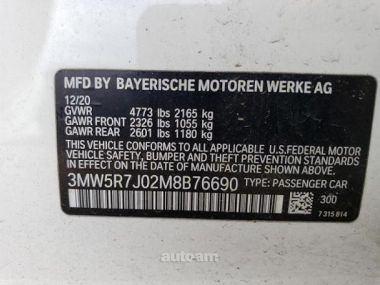 MFD BY BAYERISCHE MOTOREN WERKE AG
12/20
GVWR 4773 lbs 2165 kg
GAWR FRONT 2326 lbs 1055 kg
GAWR REAR 2601 lbs 1180 kg
THIS VEHICLE CONFORMS TO ALL APPLICABLE U.S.FEDERAL MOTOR
VEHICLE SAFETY, BUMPER, AND THEFT PREVENTION STANDARDS IN EFFECT ON THE
DATE OF MANUFACTURE SHOWN ABOVE.
3MW5R7J02M8B76690 TYPE: PASSENGER CAR
300
7 315 814
auto-am